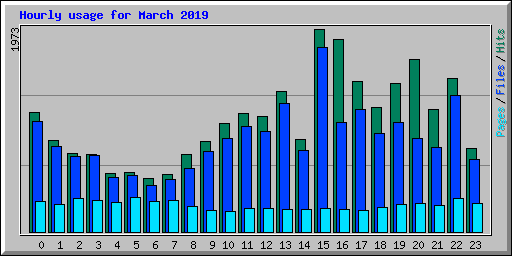 Hourly usage for March 2019
1973
Pages / Files / Hits
0 1 2 3 4 5 6 7 8 9 10 11 12 13 14 15 16 17 18 19 20 21 22 23